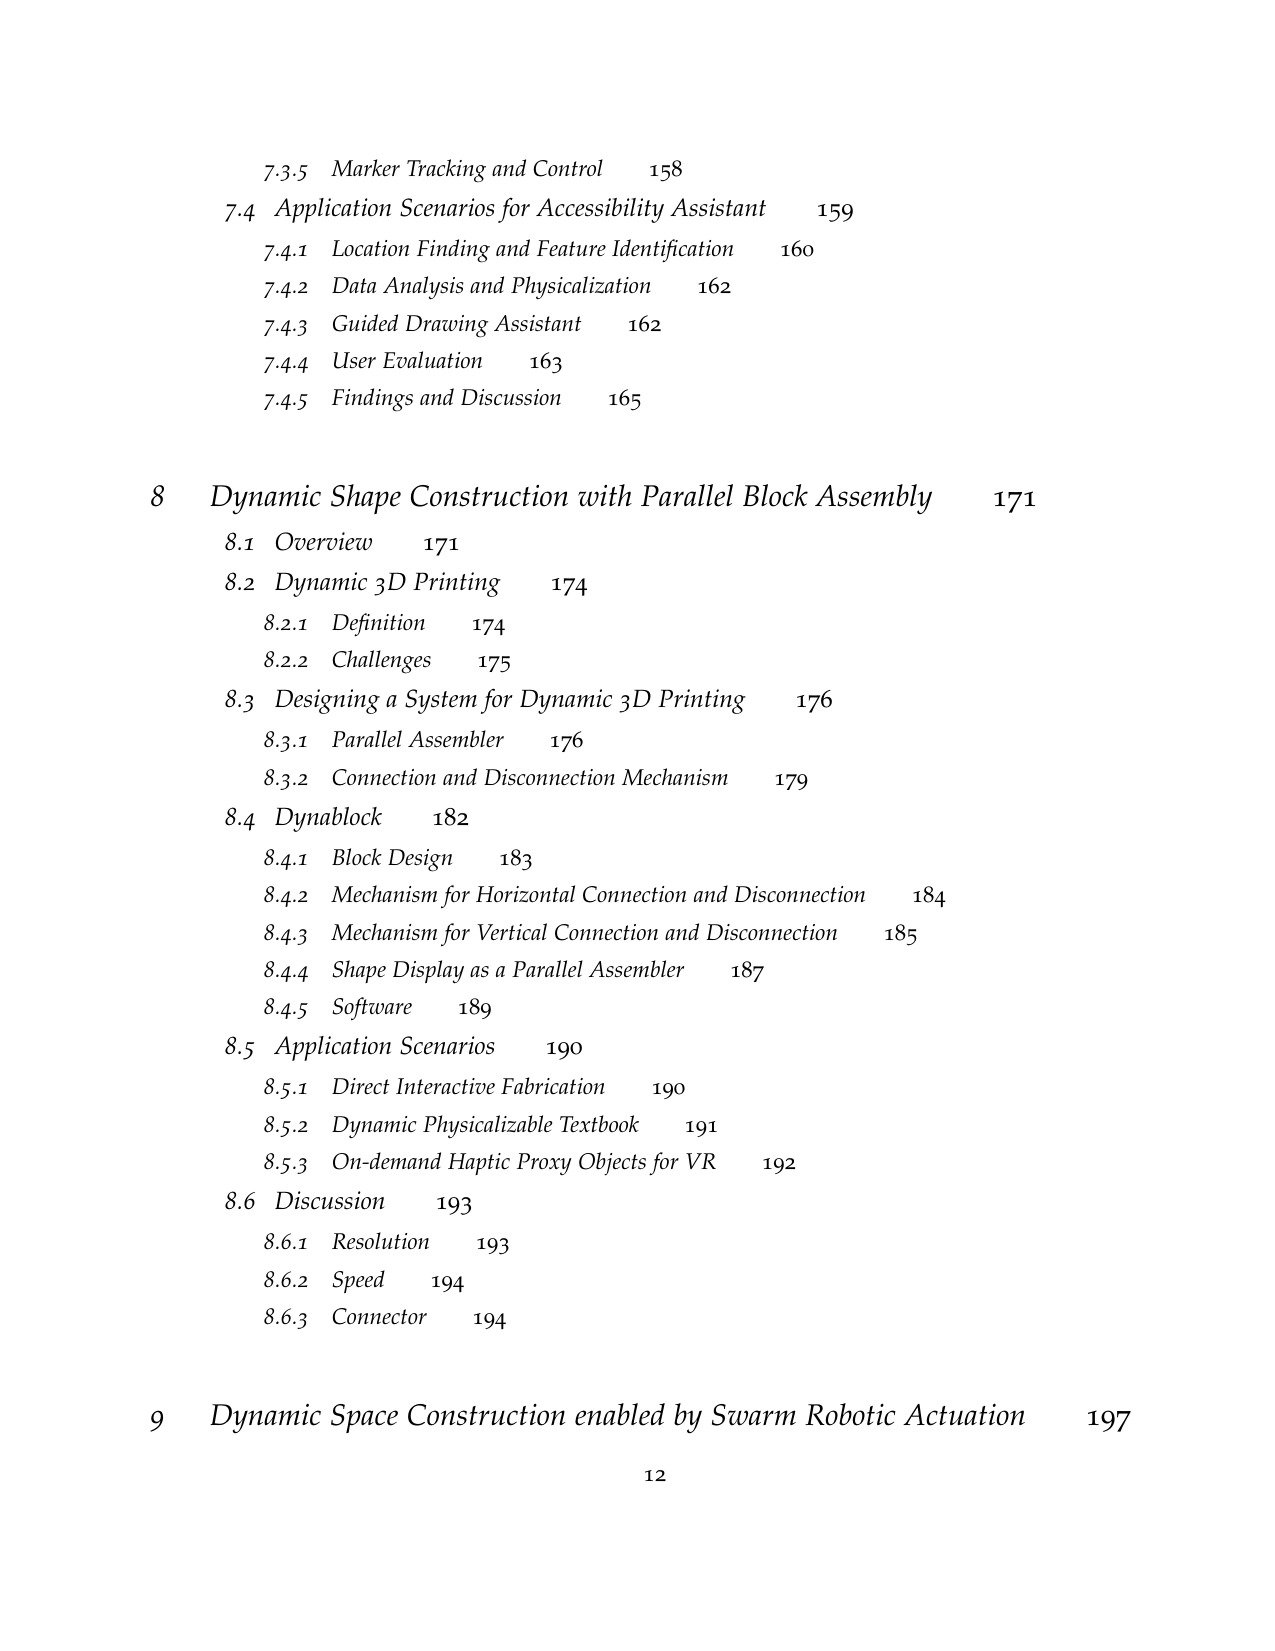 7.3.5 Marker Tracking and Control 158
7.4 Application Scenarios for Accessibility Assistant 159
7.4.1 Location Finding and Feature Identification 160
7.4.2 Data Analysis and Physicalization 162
7.4.3 Guided Drawing Assistant 162
7.4.4 User Evaluation 163
7.4.5 Findings and Discussion 165
8 Dynamic Shape Construction with Parallel Block Assembly 171
8.1 Overview 171
8.2 Dynamic 3D Printing 174
8.2.1 Definition 174
8.2.2 Challenges 175
8.3 Designing a System for Dynamic 3D Printing 176
8.3.1 Parallel Assembler 176
8.3.2 Connection and Disconnection Mechanism 179
8.4 Dynablock 182
8.4.1 Block Design 183
8.4.2 Mechanism for Horizontal Connection and Disconnection 184
8.4.3 Mechanism for Vertical Connection and Disconnection 185
8.4.4 Shape Display as a Parallel Assembler 187
8.4.5 Software 189
8.5 Application Scenarios 190
8.5.1 Direct Interactive Fabrication 190
8.5.2 Dynamic Physicalizable Textbook 191
8.5.3 On-demand Haptic Proxy Objects for VR 192
8.6 Discussion 193
8.6.1 Resolution 193
8.6.2 Speed 194
8.6.3 Connector 194
9 Dynamic Space Construction enabled by Swarm Robotic Actuation 197
12